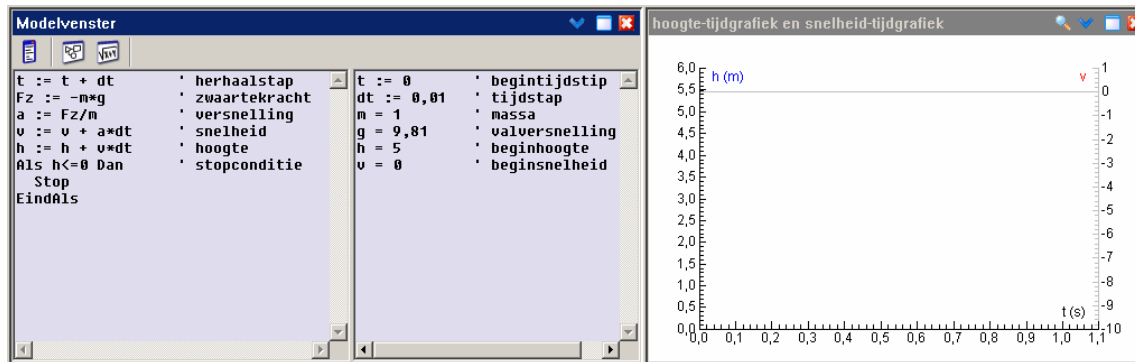 Modelvenster
t := t + dt ' herhaalstap
Fz := -m*g ' zwaartekracht
a := Fz/m ' versnelling
v := v + a*dt ' snelheid
h := h + v*dt ' hoogte
Als h<=0 Dan ' stopconditie
Stop
EindAls
t := 0 ' begintijdstip
dt := 0,01 ' tijdstap
m = 1 ' massa
g = 9,81 ' valversnelling
h = 5 ' beginhoogte
v = 0 ' beginsnelheid
hoogte-tijdgrafiek en snelheid-tijdgrafiek
h (m)
v
6,0
5,5
5,0
4,5
4,0
3,5
3,0
2,5
2,0
1,5
1,0
0,5
0,0
1
0
-1
-2
-3
-4
-5
-6
-7
-8
-9
-10
t (s)
0,0 0,1 0,2 0,3 0,4 0,5 0,6 0,7 0,8 0,9 1,0 1,1